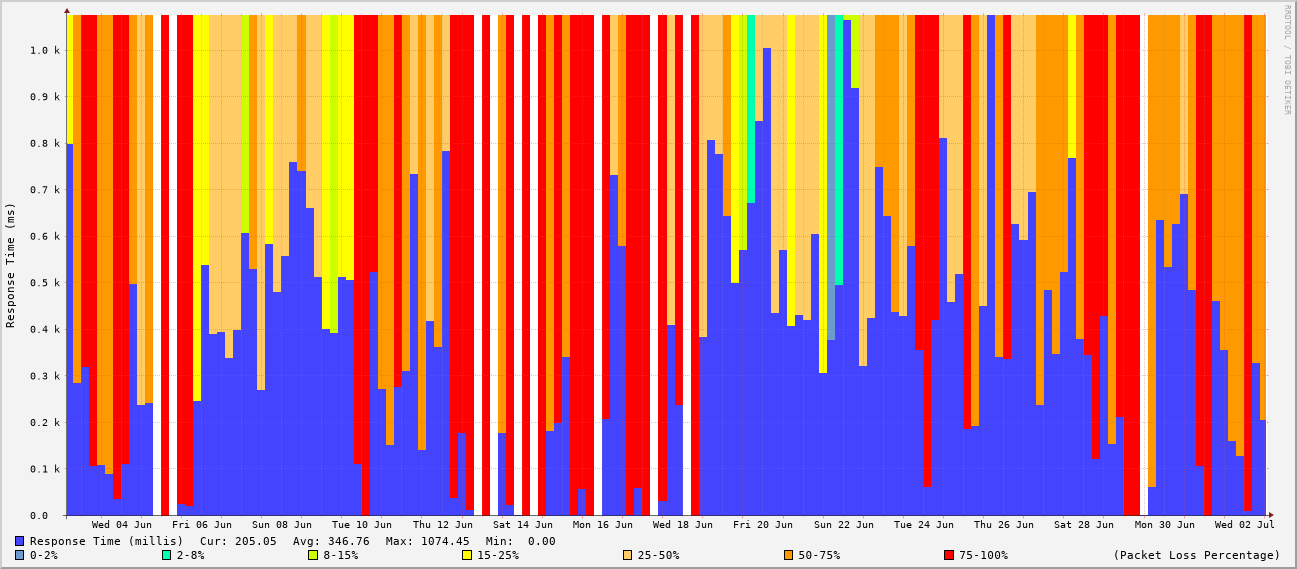 RRDTOOL / TOBI OETIKER
Response Time (ms)
1.0 k
0.9 k
0.8 k
0.7 k
0.6 k
0.5 k
0.4 k
0.3 k
0.2 k
0.1 k
0.0
Wed 04 Jun Fri 06 Jun Sun 08 Jun Tue 10 Jun Thu 12 Jun Sat 14 Jun Mon 16 Jun Wed 18 Jun Fri 20 Jun Sun 22 Jun Tue 24 Jun Thu 26 Jun Sat 28 Jun Mon 30 Jun Wed 02 Jul
Response Time (millis) Cur: 205.05 Avg: 346.76 Max: 1074.45 Min: 0.00
0-2% 2-8% 8-15% 15-25% 25-50% 50-75% 75-100% (Packet Loss Percentage)